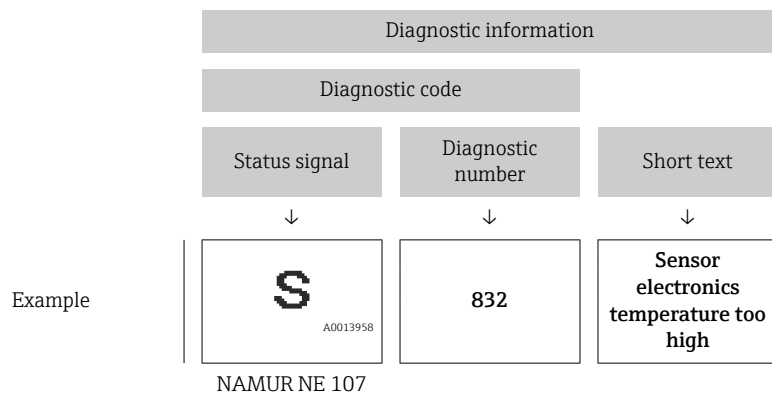 Diagnostic information
Diagnostic code
Status signal
Diagnostic
number
Short text
↓ ↓ ↓
Example
S
A0013958
832
Sensor
electronics
temperature too
high
NAMUR NE 107